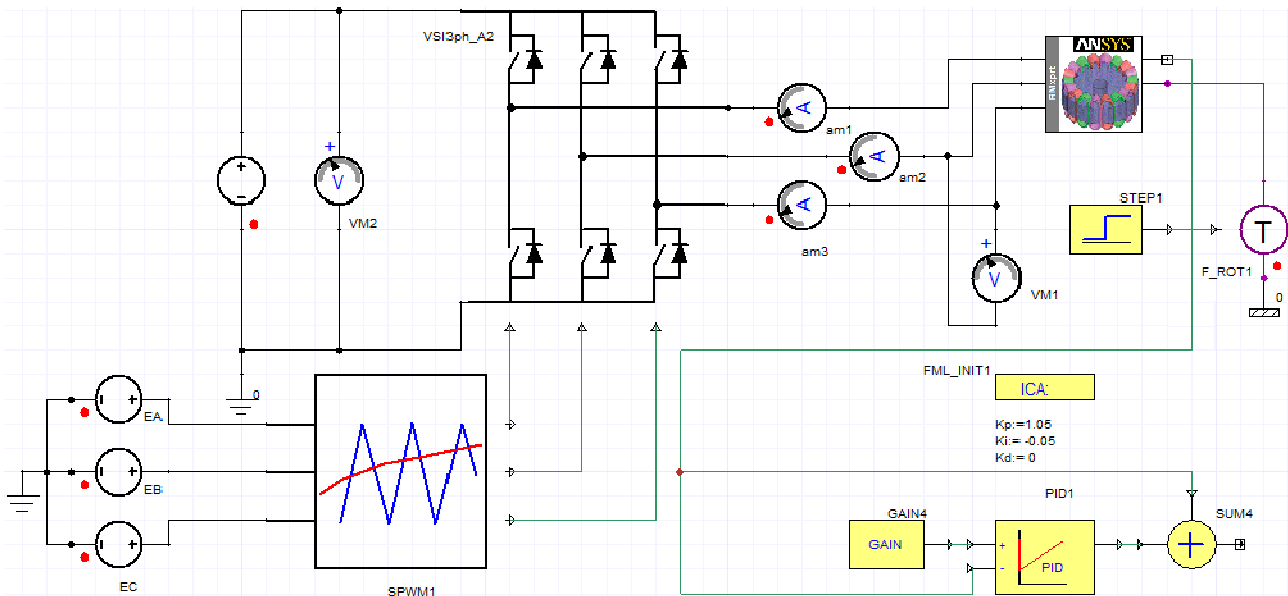 VSI3ph_A2
ANSYS
RMxprt
+
A
am1
+
V
VM2
+
-
A
am2
STEP1
A
am3
+
V
VM1
T
F_ROT1
0
0
FML_INIT1
ICA:
EA
- +
Kp:=1.05
Ki:= -0.05
Kd:= 0
EB
- +
PID1
GAIN4
SUM4
GAIN
+
-
PID
+
- +
EC
SPWM1